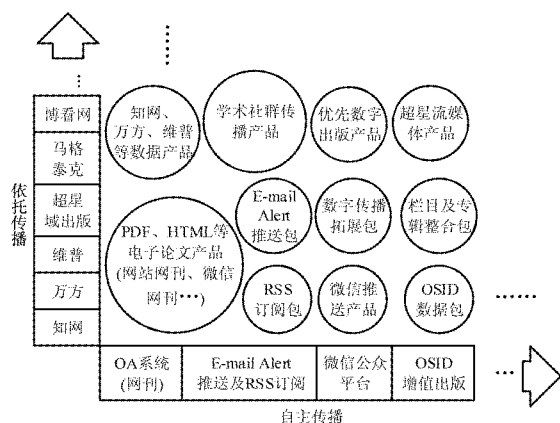 ……
博看网
马格
泰克
超星
域出版
维普
万方
知网
依托传播
知网、
万方、维普
等数据产品
学术社群传
播产品
优先数字
出版产品
超星流媒
体产品
PDF、HTML等
电子论文产品
(网站网刊、微信
网刊…)
E-mail
Alert
推送包
数字传播
拓展包
栏目及专
辑整合包
RSS
订阅包
微信推
送产品
OSID
数据包
……
OA系统
(网刊)
E-mail Alert
推送及RSS订阅
微信公众
平台
OSID
增值出版
…
自主传播